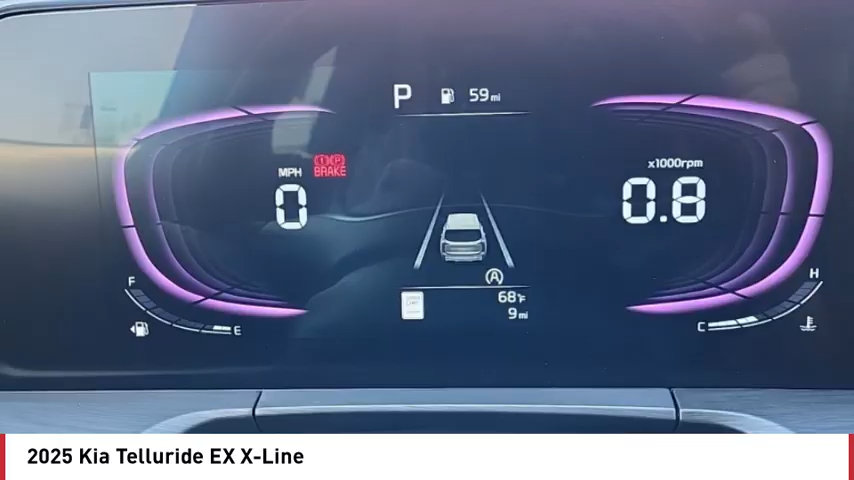 P 59 mi
MPH
BRAKE
0
x1000rpm
0.8
F
E
68°F
9 mi
H
C
2025 Kia Telluride EX X-Line